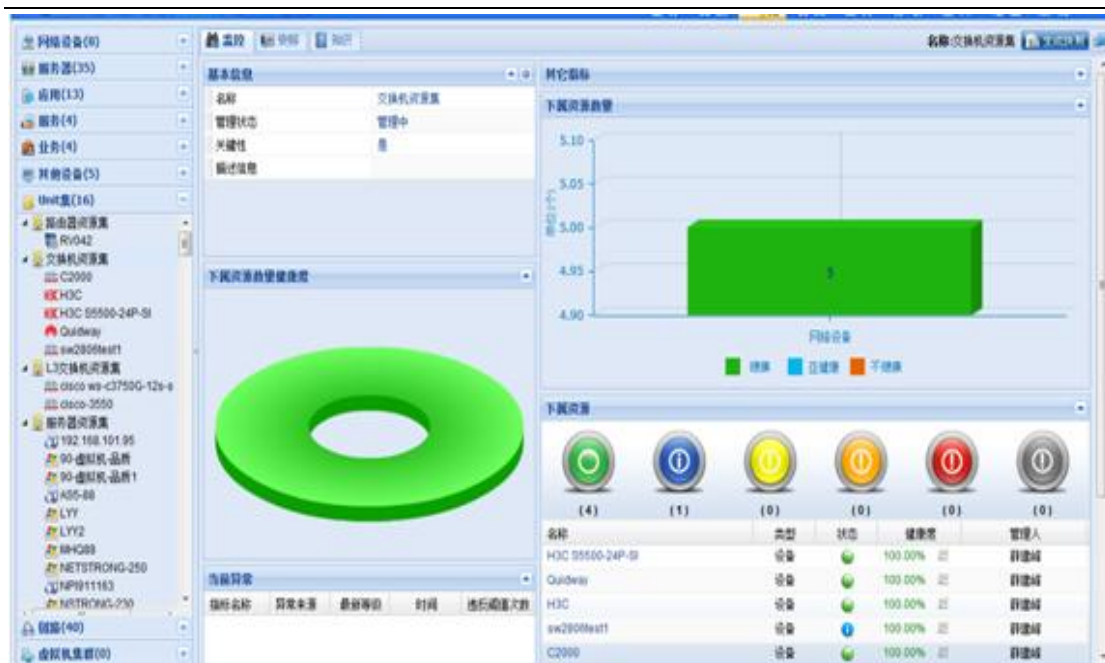 网络设备(8)
服务器(35)
应用(13)
服务(4)
业务(4)
其他设备(5)
Unit集(16)
路由器资源集
RV042
交换机资源集
C2000
H3C
H3C S5500-24P-SI
Quidway
sw2806test1
L3交换机资源集
cisco ws-c3750G-12s-s
cisco-3550
服务器资源集
192.168.101.95
90-虚拟机-品质
90-虚拟机-品质1
A05-88
LYY
LYY2
MHQ88
NETSTRONG-250
NPI911163
NSTRONG-230
链路(40)
虚拟机集群(0)
监控
知识
名称:交换机资源集
基本信息
名称 交换机资源集
管理状态 管理中
关键性 是
描述信息
下属资源数量健康度
当前异常
指标名称 异常来源 最新等级 时间 违反阈值次数
其它指标
下属资源数量
5.10
5.05
5.00
4.95
4.90
单位(个)
5
网络设备
健康 亚健康 不健康
下属资源
(4) (1) (0) (0) (0) (0)
名称 类型 状态 健康度 管理人
H3C S5500-24P-SI 设备 100.00%
Quidway 设备 100.00%
H3C 设备 100.00%
sw2806test1 设备 100.00%
C2000 设备 100.00%